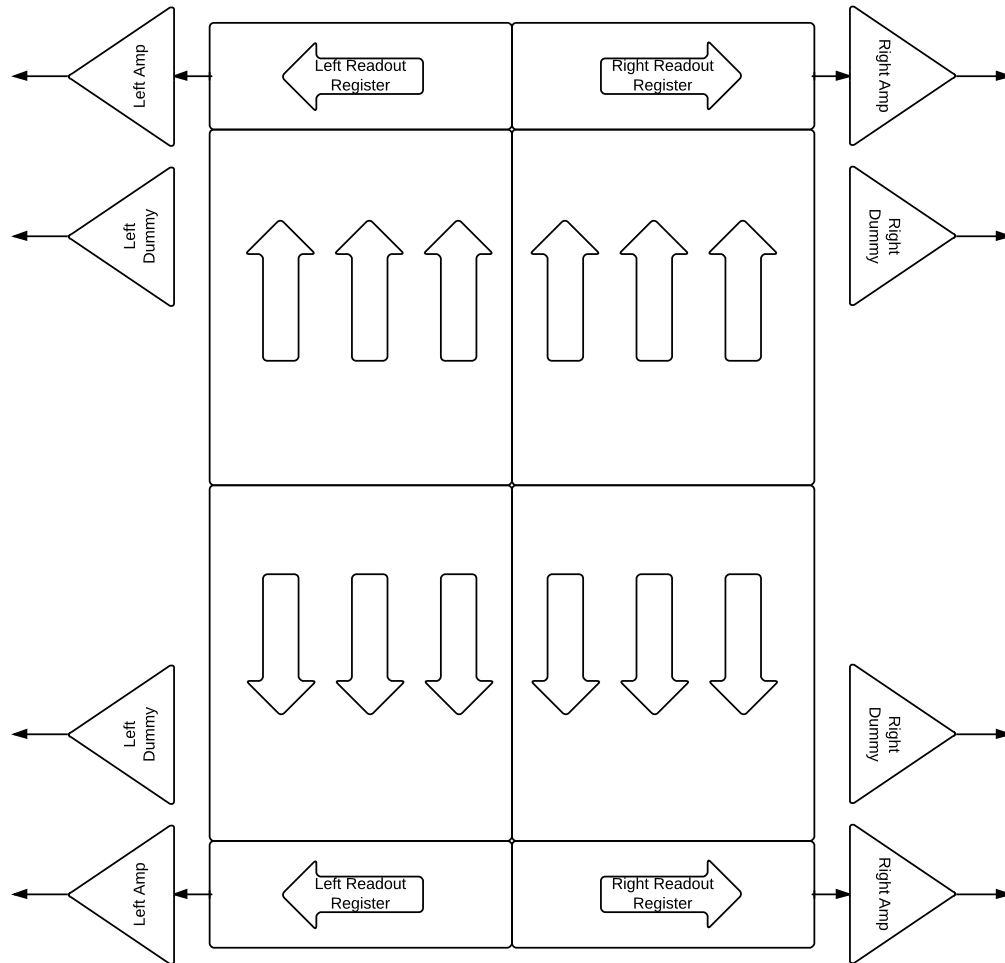 Left Amp
Left Readout
Register
Right Readout
Register
Right Amp
Left
Dummy
Right
Dummy
Left
Dummy
Right
Dummy
Left Amp
Left Readout
Register
Right Readout
Register
Right Amp